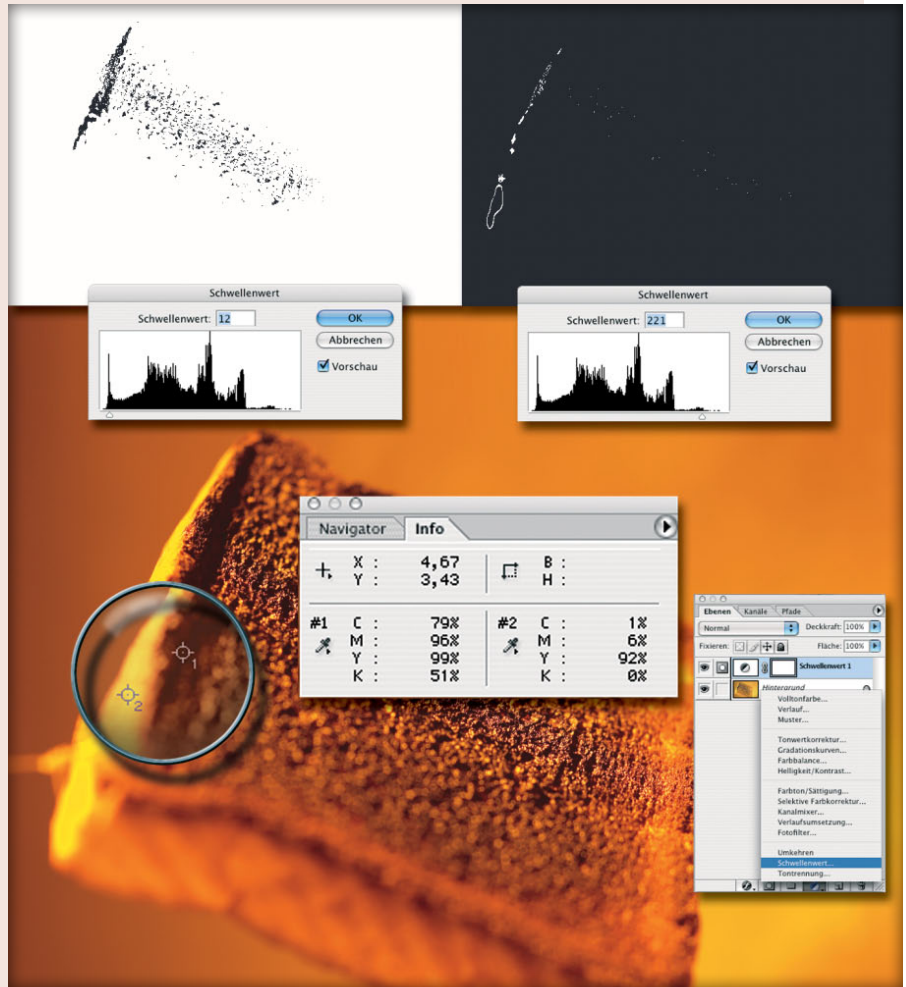 Schwellenwert
Schwellenwert: 12
OK
Abbrechen
Vorschau
Schwellenwert
Schwellenwert: 221
OK
Abbrechen
Vorschau
Navigator Info
X : 4,67
Y : 3,43
B :
H :
#1 C : 79%
M : 96%
Y : 99%
K : 51%
#2 C : 1%
M : 6%
Y : 92%
K : 0%
1
2
Ebenen Kanäle Pfade
Normal Deckkraft: 100%
Fixieren: Fläche: 100%
Schwellenwert 1
Hintergrund
Volltonfarbe...
Verlauf...
Muster...
Tonwertkorrektur...
Gradationskurven...
Farbbalance...
Helligkeit/Kontrast...
Farbton/Sättigung...
Selektive Farbkorrektur...
Kanalmixer...
Verlaufsumsetzung...
Fotofilter...
Umkehren
Schwellenwert...
Tontrennung...